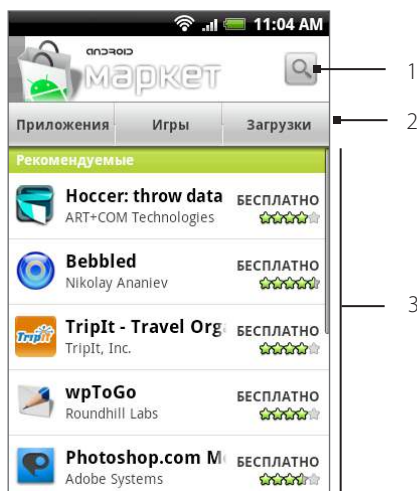 11:04 AM
android
маркет
1
Приложения Игры Загрузки
2
Рекомендуемые
Hoccer: throw data БЕСПЛАТНО
ART+COM Technologies
Bebbled БЕСПЛАТНО
Nikolay Ananiev
3
TripIt - Travel Orga БЕСПЛАТНО
TripIt
TripIt, Inc.
wpToGo БЕСПЛАТНО
Roundhill Labs
Photoshop.com Mo БЕСПЛАТНО
Adobe Systems